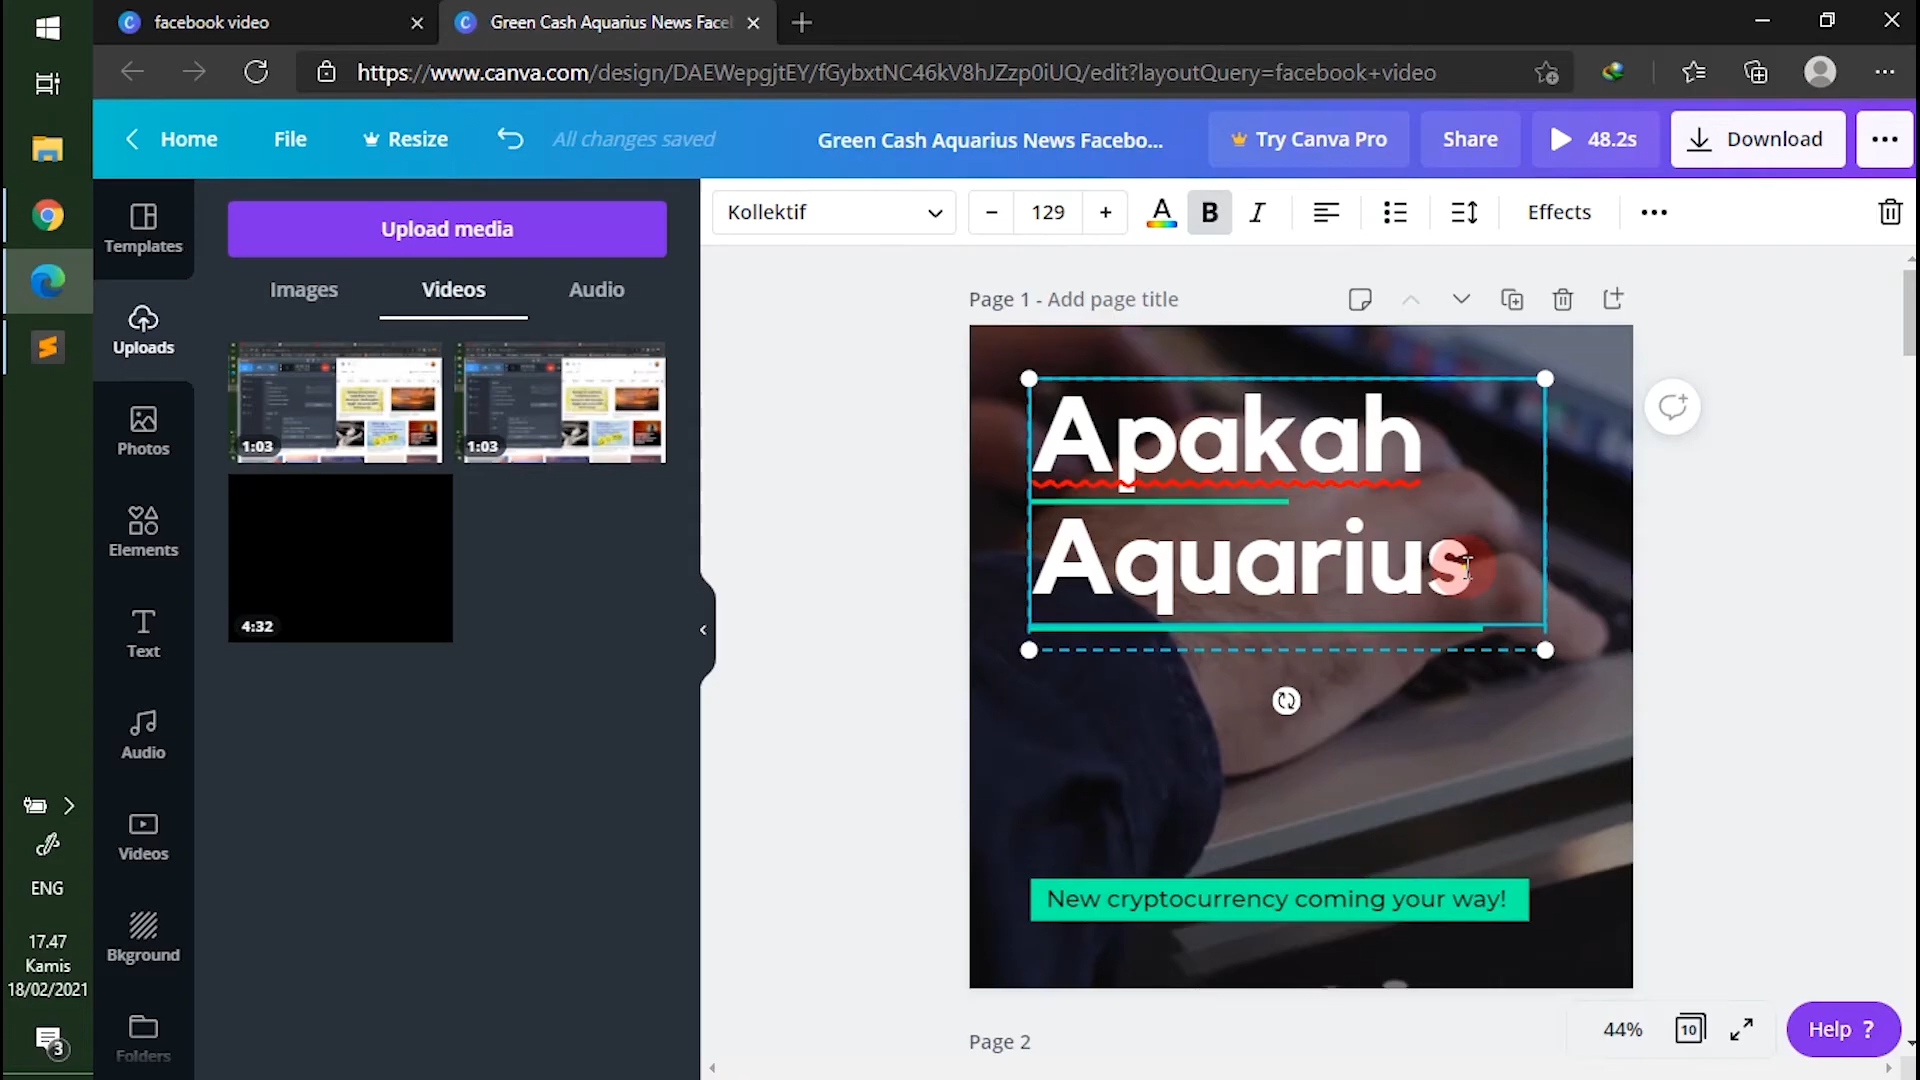 facebook video
Green Cash Aquarius News Face
https://www.canva.com/design/DAEWepgjtEY/fGybxtNC46kV8hJZzp0iUQ/edit?layoutQuery=facebook+video
Home
File
Resize
All changes saved
Green Cash Aquarius News Facebo...
Try Canva Pro
Share
48.2s
Download
Templates
Uploads
Photos
Elements
Text
Audio
Videos
Bkground
Folders
Upload media
Images
Videos
Audio
1:03
1:03
4:32
Kollektif
129
B
I
Effects
Page 1 - Add page title
Apakah
Aquarius
New cryptocurrency coming your way!
Page 2
44%
10
Help ?
ENG
17.47
Kamis
18/02/2021
3